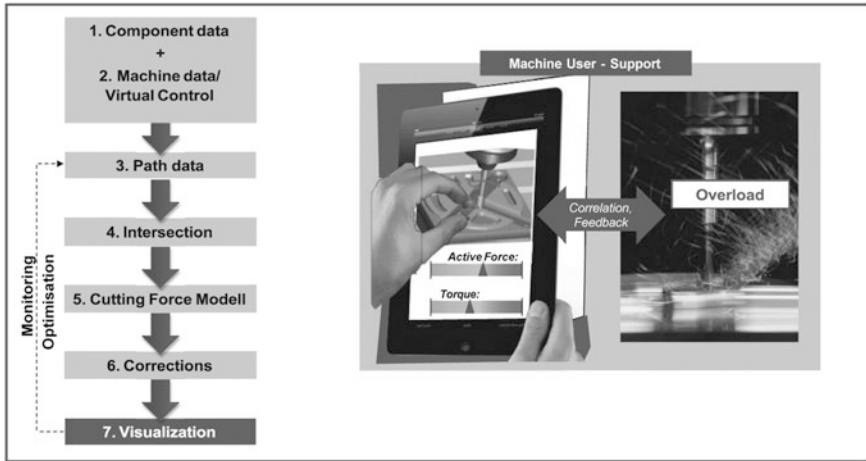 1. Component data
+
2. Machine data/
Virtual Control
3. Path data
4. Intersection
5. Cutting Force Modell
6. Corrections
7. Visualization
Monitoring
Optimisation
Machine User - Support
Active Force:
Torque:
Correlation,
Feedback
Overload